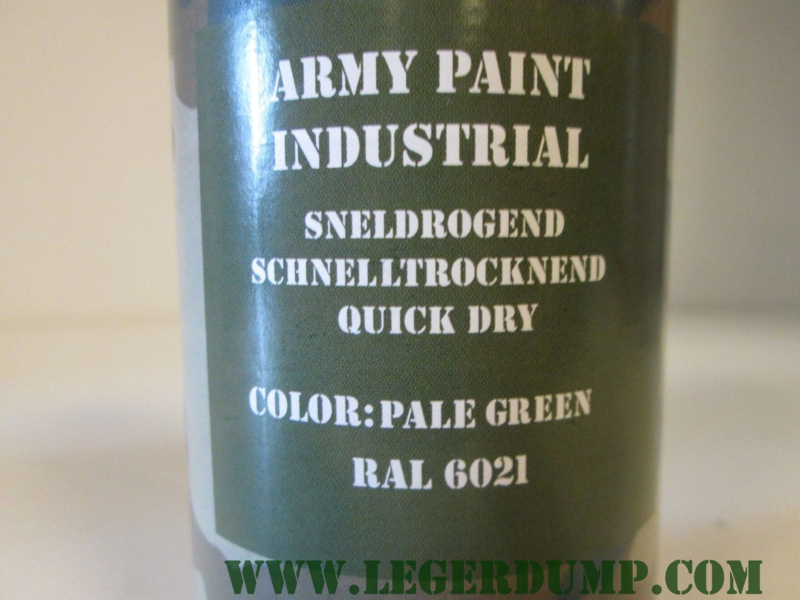 ARMY PAINT
INDUSTRIAL
SNELDROGEND
SCHNELLTROCKNEND
QUICK DRY
COLOR: PALE GREEN
RAL 6021
WWW.LEGERDUMP.COM